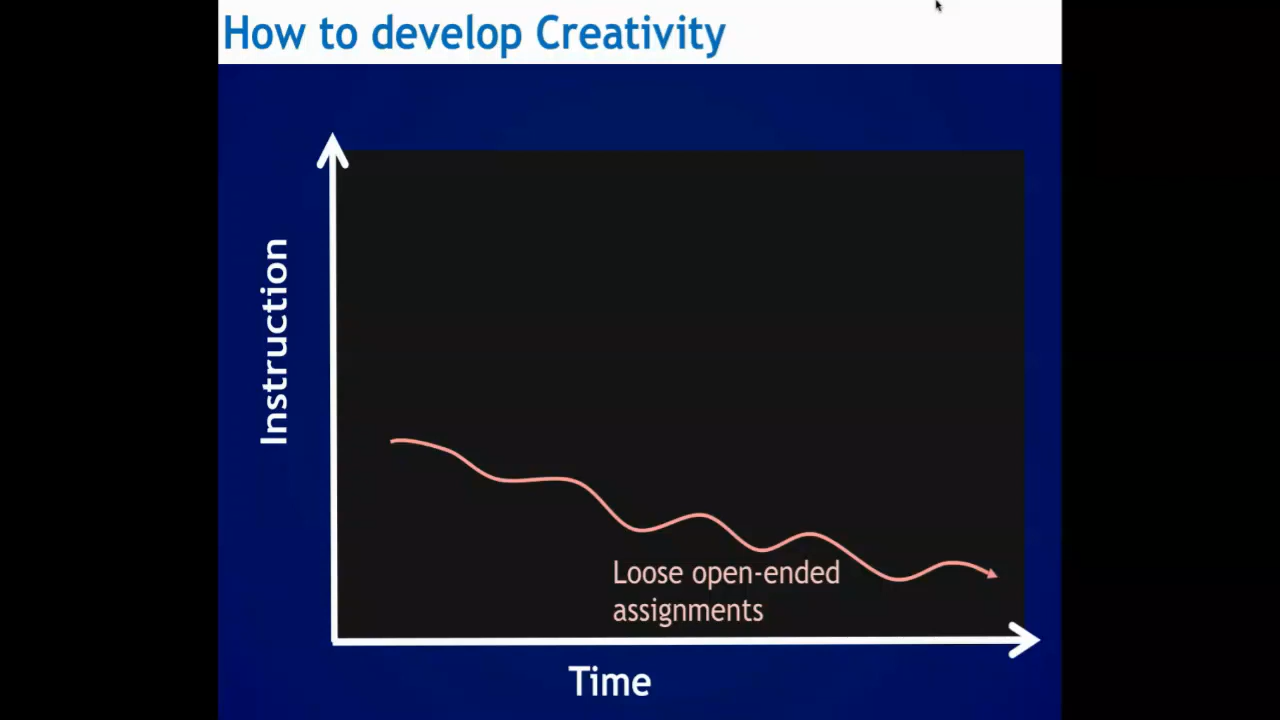 How to develop Creativity
Instruction
Loose open-ended
assignments
Time